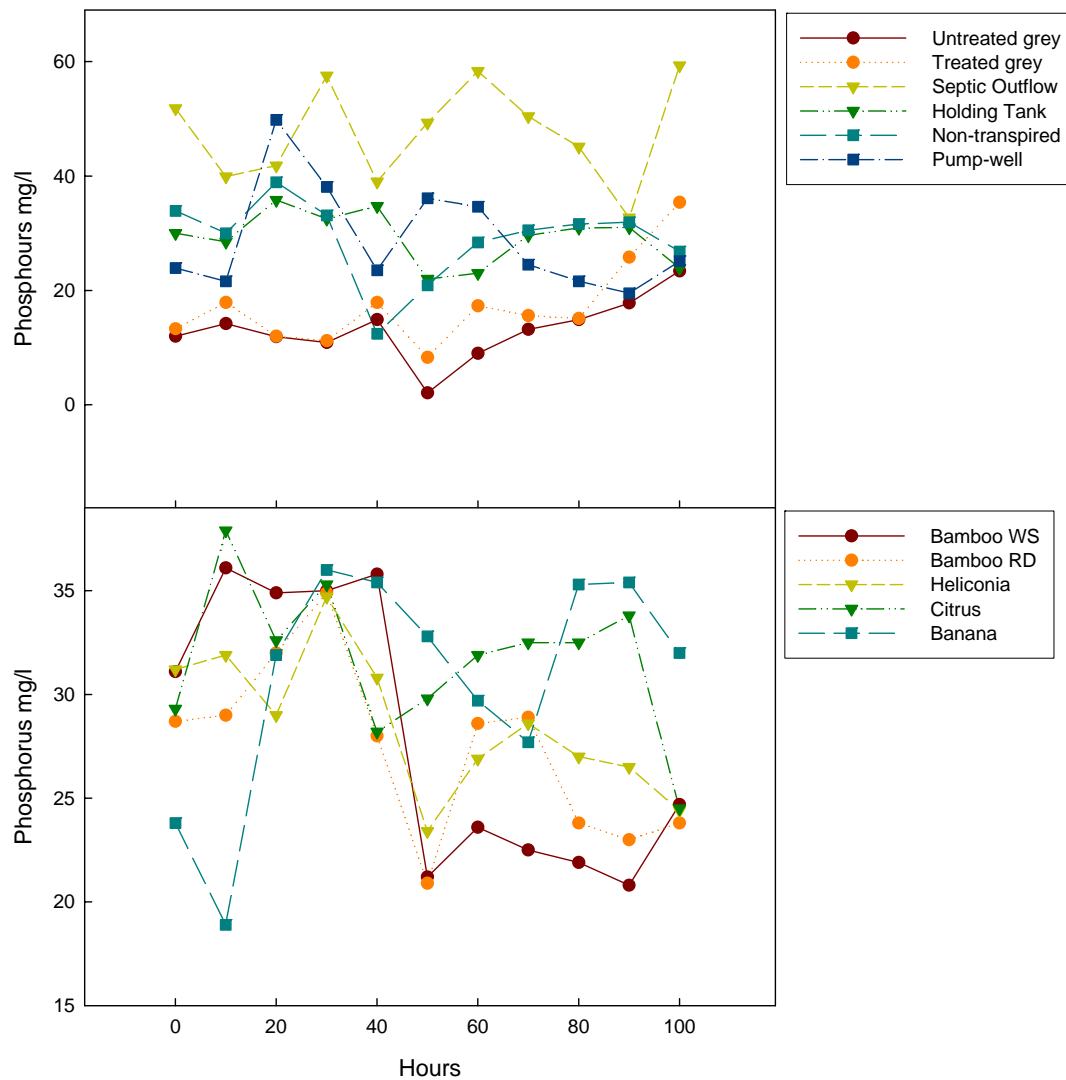 Phosphours mg/l
60
40
20
0
Untreated grey
Treated grey
Septic Outflow
Holding Tank
Non-transpired
Pump-well
Phosphorus mg/l
35
30
25
20
15
0 20 40 60 80 100
Hours
Bamboo WS
Bamboo RD
Heliconia
Citrus
Banana